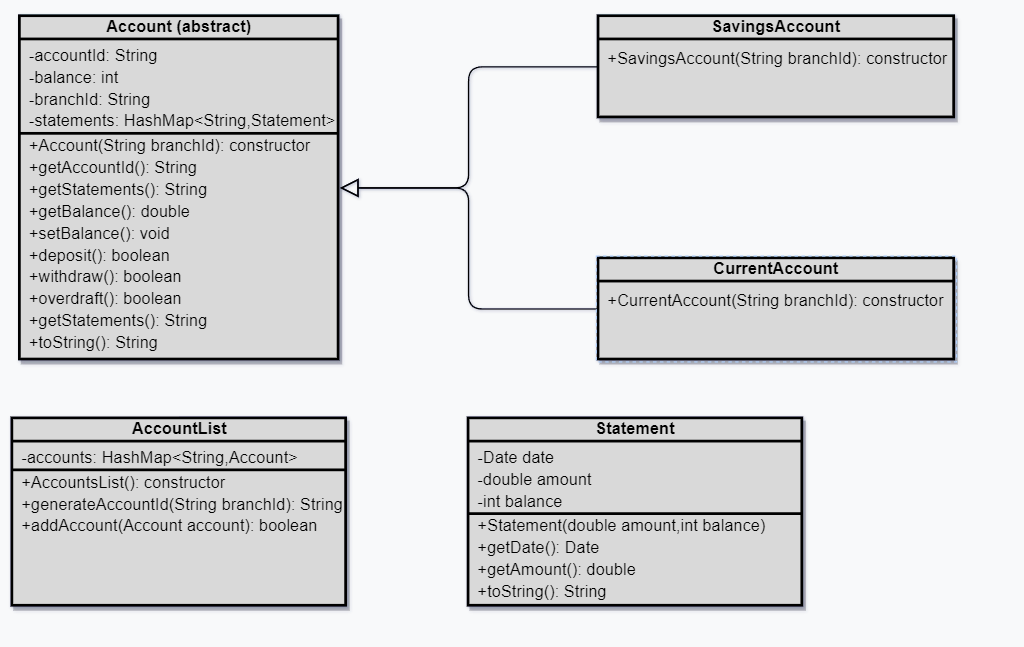 Account (abstract)
-accountId: String
-balance: int
-branchId: String
-statements: HashMap<String,Statement>
+Account(String branchId): constructor
+getAccountId(): String
+getStatements(): String
+getBalance(): double
+setBalance(): void
+deposit(): boolean
+withdraw(): boolean
+overdraft(): boolean
+getStatements(): String
+toString(): String
SavingsAccount
+SavingsAccount(String branchId): constructor
CurrentAccount
+CurrentAccount(String branchId): constructor
AccountList
-accounts: HashMap<String,Account>
+AccountsList(): constructor
+generateAccountId(String branchId): String
+addAccount(Account account): boolean
Statement
-Date date
-double amount
-int balance
+Statement(double amount,int balance)
+getDate(): Date
+getAmount(): double
+toString(): String